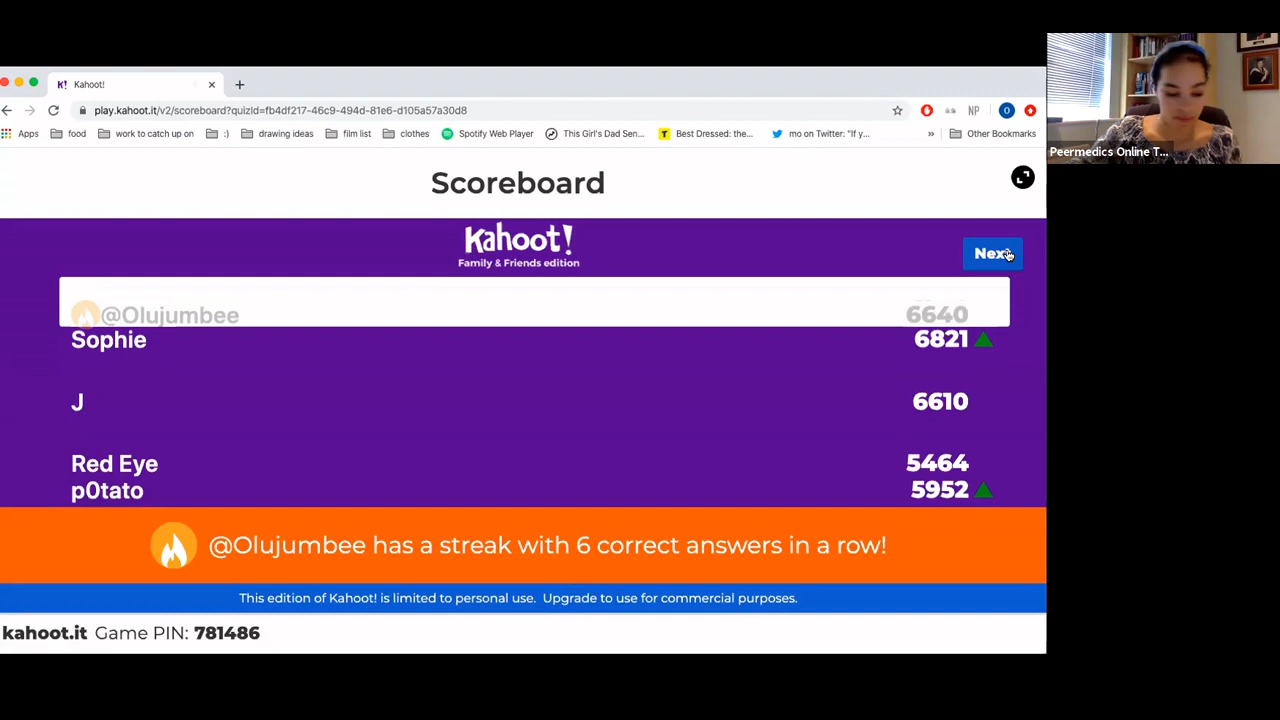 Kahoot!
play.kahoot.it/v2/scoreboard?quizId=fb4df217-46c9-494d-81e6-d105a57a30d8
NP
O
Apps food work to catch up on :) drawing ideas film list clothes Spotify Web Player This Girl's Dad Sen... Best Dressed: the... mo on Twitter: "If y... » Other Bookmarks
Peermedics Online T...
Scoreboard
Kahoot!
Family & Friends edition
Next
@Olujumbee 6640
Sophie 6821
J 6610
Red Eye 5464
p0tato 5952
@Olujumbee has a streak with 6 correct answers in a row!
This edition of Kahoot! is limited to personal use. Upgrade to use for commercial purposes.
kahoot.it Game PIN: 781486